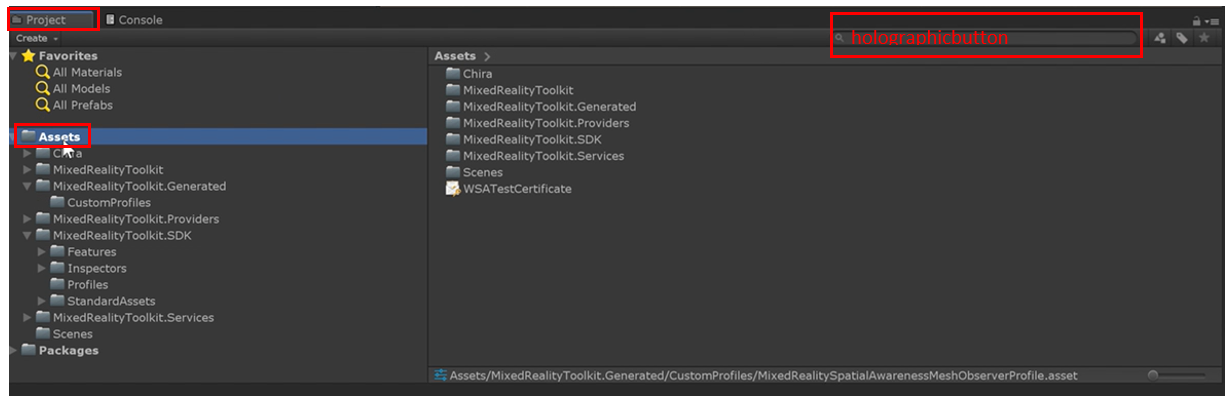 Project Console
Create holographicbutton
Favorites
All Materials
All Models
All Prefabs
Assets
Chira
MixedRealityToolkit
MixedRealityToolkit.Generated
CustomProfiles
MixedRealityToolkit.Providers
MixedRealityToolkit.SDK
Features
Inspectors
Profiles
StandardAssets
MixedRealityToolkit.Services
Scenes
Packages
Assets >
Chira
MixedRealityToolkit
MixedRealityToolkit.Generated
MixedRealityToolkit.Providers
MixedRealityToolkit.SDK
MixedRealityToolkit.Services
Scenes
WSATestCertificate
Assets/MixedRealityToolkit.Generated/CustomProfiles/MixedRealitySpatialAwarenessMeshObserverProfile.asset